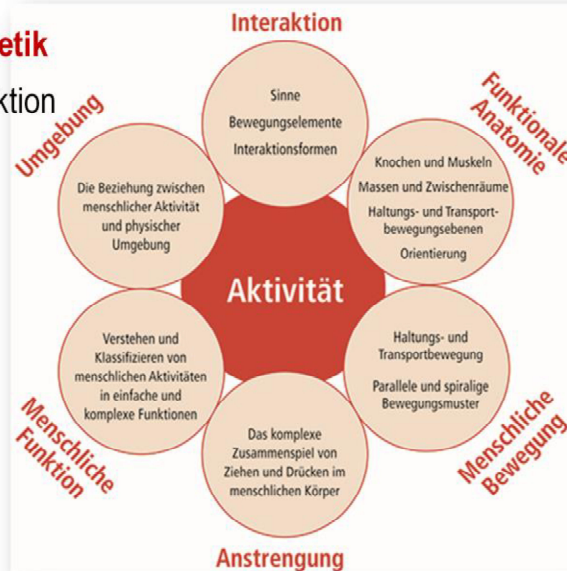 etik
ktion
Interaktion
Sinne
Bewegungselemente
Interaktionsformen
Funktionale
Anatomie
Knochen und Muskeln
Massen und Zwischenräume
Haltungs- und Transport-
bewegungsebenen
Orientierung
Menschliche
Bewegung
Haltungs- und
Transportbewegung
Parallele und spiralige
Bewegungsmuster
Anstrengung
Das komplexe
Zusammenspiel von
Ziehen und Drücken im
menschlichen Körper
Menschliche
Funktion
Verstehen und
Klassifizieren von
menschlichen Aktivitäten
in einfache und
komplexe Funktionen
Umgebung
Die Beziehung zwischen
menschlicher Aktivität
und physischer
Umgebung
Aktivität